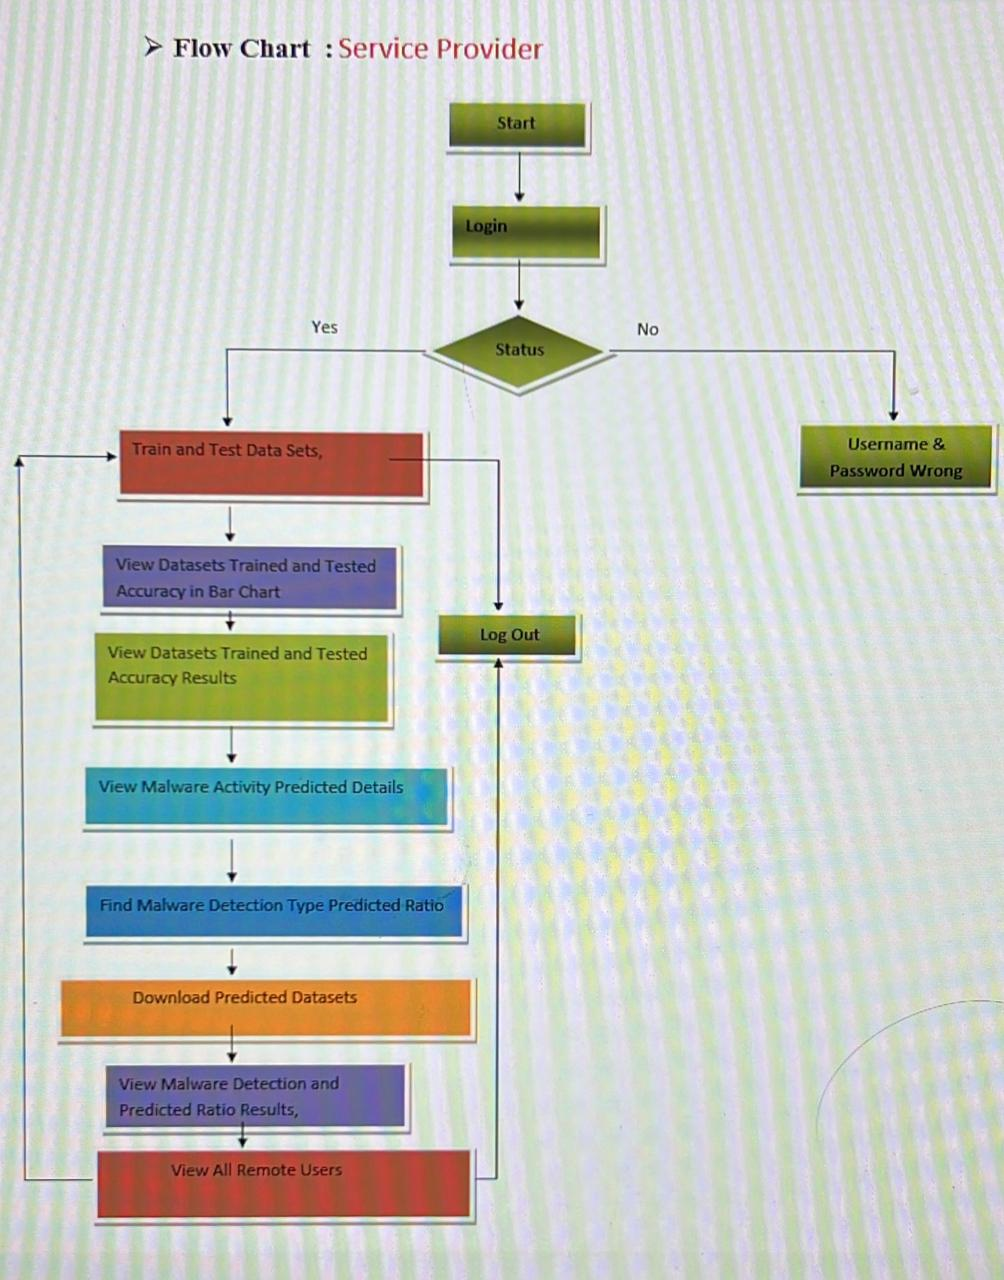 ➢ Flow Chart : Service Provider
Start
Login
Status
Yes
No
Train and Test Data Sets,
Username &
Password Wrong
View Datasets Trained and Tested
Accuracy in Bar Chart
Log Out
View Datasets Trained and Tested
Accuracy Results
View Malware Activity Predicted Details
Find Malware Detection Type Predicted Ratio
Download Predicted Datasets
View Malware Detection and
Predicted Ratio Results,
View All Remote Users